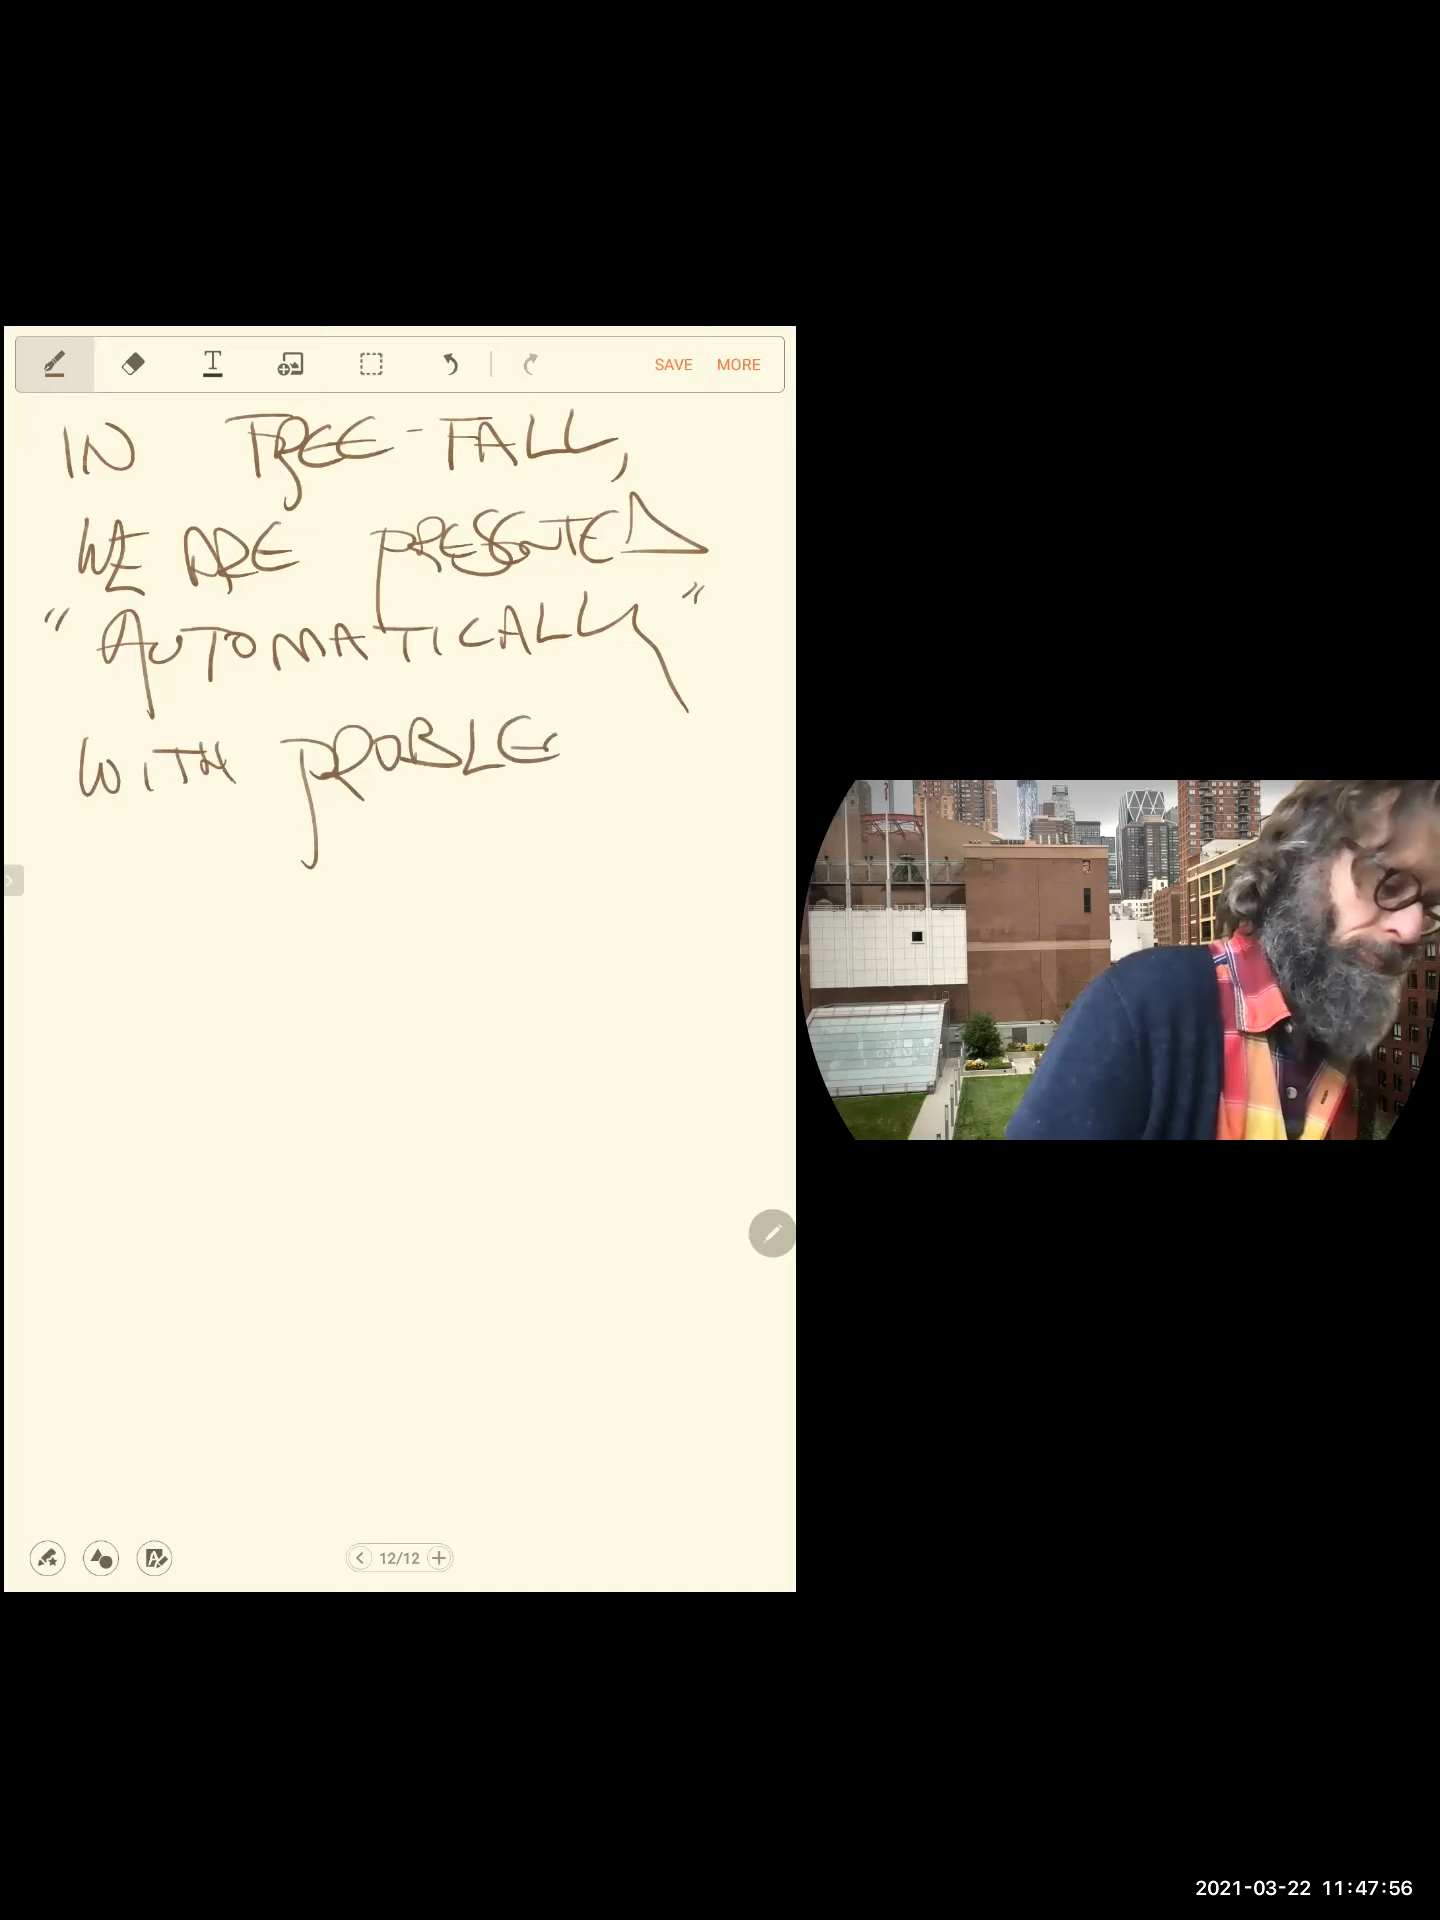 SAVE MORE
IN FREE-FALL,
WE ARE PRESENTED
"AUTOMATICALLY"
WITH PROBLE
12/12
2021-03-22 11:47:56